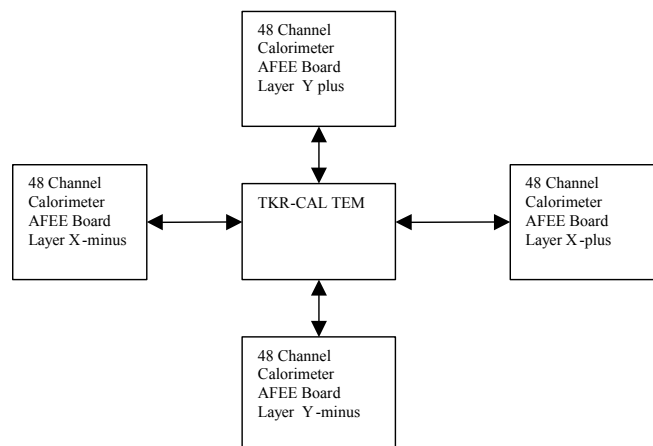 48 Channel
Calorimeter
AFEE Board
Layer Y plus
48 Channel
Calorimeter
AFEE Board
Layer X-minus
TKR-CAL TEM
48 Channel
Calorimeter
AFEE Board
Layer X-plus
48 Channel
Calorimeter
AFEE Board
Layer Y-minus